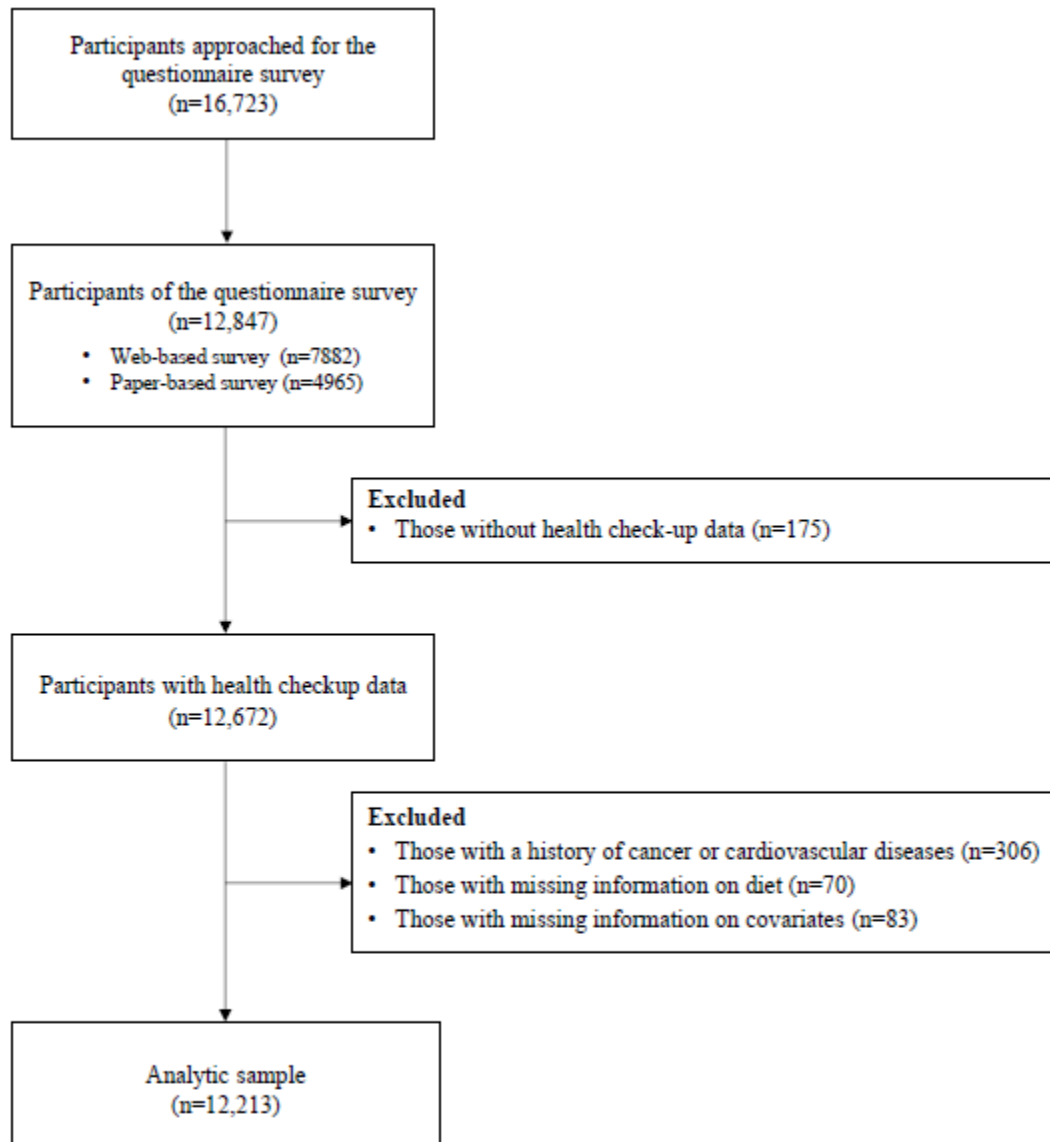 Participants approached for the
questionnaire survey
(n=16,723)
Participants of the questionnaire survey
(n=12,847)
• Web-based survey (n=7882)
• Paper-based survey (n=4965)
Excluded
• Those without health check-up data (n=175)
Participants with health checkup data
(n=12,672)
Excluded
• Those with a history of cancer or cardiovascular diseases (n=306)
• Those with missing information on diet (n=70)
• Those with missing information on covariates (n=83)
Analytic sample
(n=12,213)